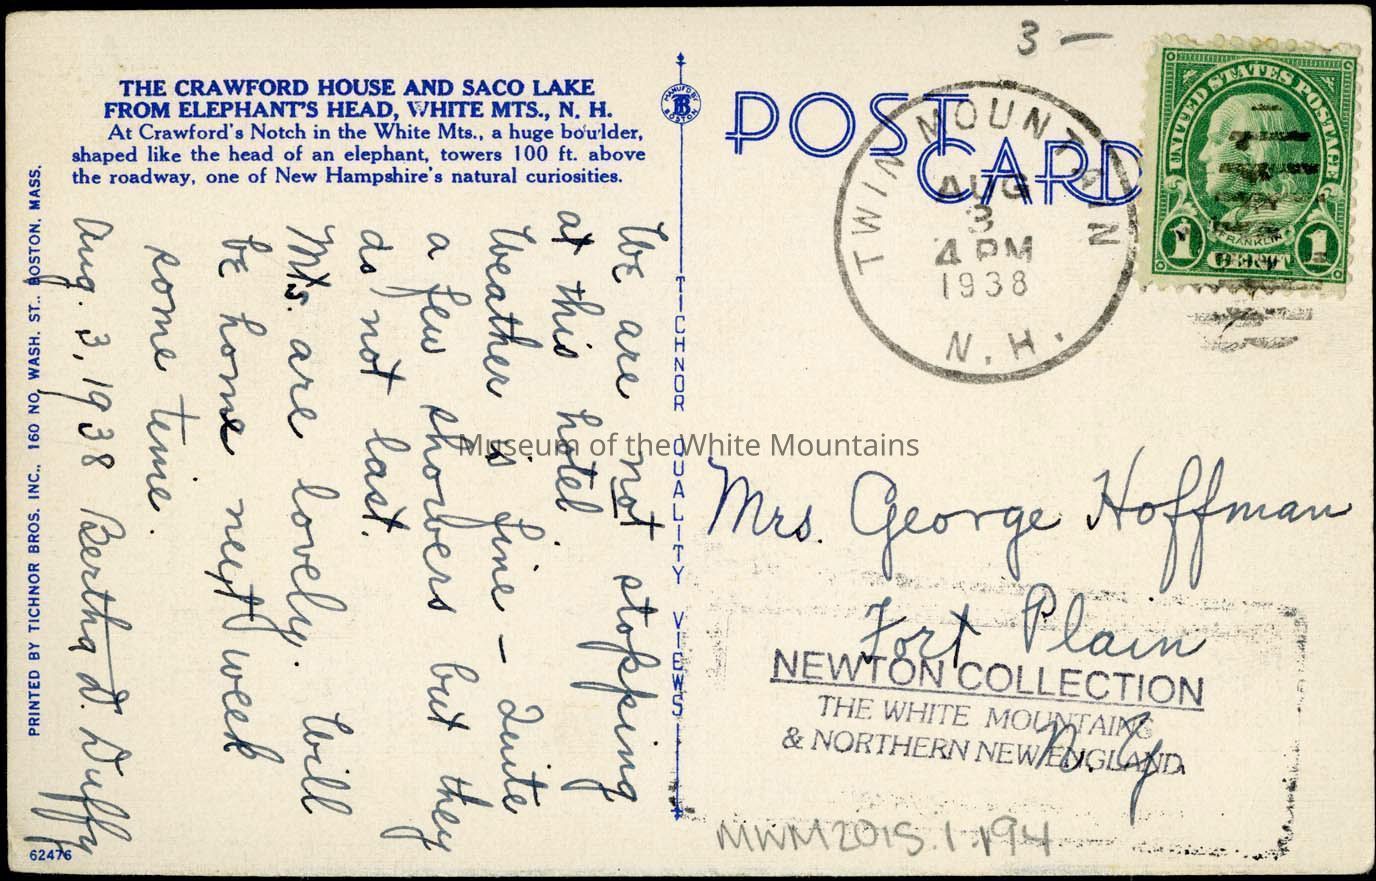 THE CRAWFORD HOUSE AND SACO LAKE
FROM ELEPHANT'S HEAD, WHITE MTS., N. H.
At Crawford's Notch in the White Mts., a huge boulder,
shaped like the head of an elephant, towers 100 ft. above
the roadway, one of New Hampshire's natural curiosities.
We are not stopping
at this hotel.
Weather is fine - Quite
a few showers but they
do not last.
Mts. are lovely. Will
be home next week
some time.
Aug. 3, 1938 Bertha D. Duffy
PRINTED BY TICHNOR BROS. INC., 160 NO. WASH. ST., BOSTON, MASS.
62476
MANUF'D BY
TB
BOSTON
TICHNOR QUALITY VIEWS
3 -
POST
CARD
TWIN MOUNTAIN
AUG
3
4 PM
1938
N.H.
UNITED STATES POSTAGE
FRANKLIN
1 1
Mrs. George Hoffman
Fort Plain
N. Y.
NEWTON COLLECTION
THE WHITE MOUNTAINS
& NORTHERN NEW ENGLAND
MWM2015.1.194
Museum of the White Mountains